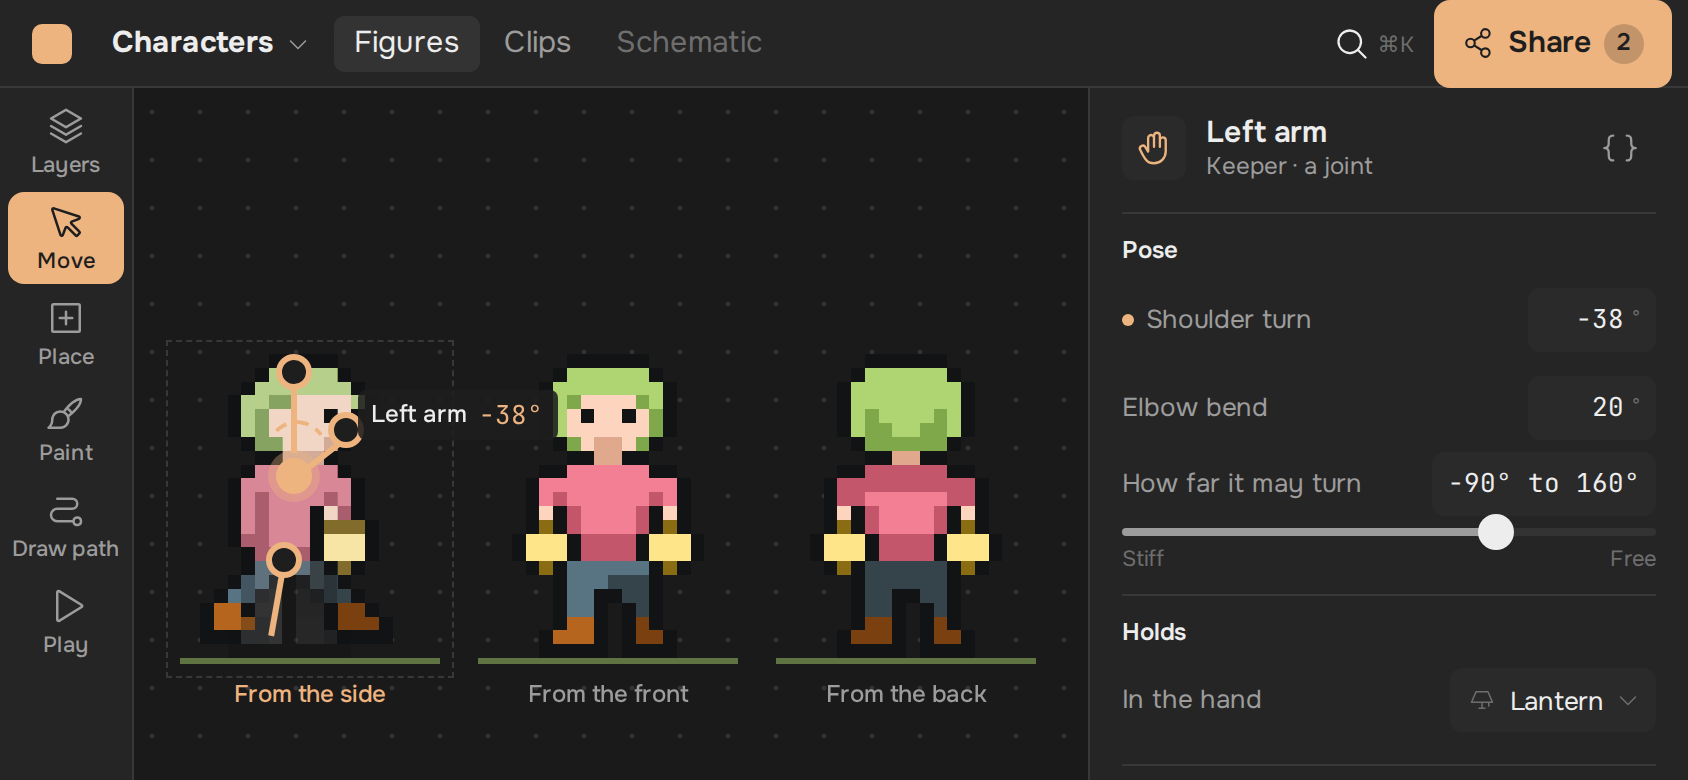 Characters
Figures
Clips
Schematic
⌘K
Share 2
Layers
Move
Place
Paint
Draw path
Play
Left arm -38°
From the side
From the front
From the back
Left arm
Keeper · a joint
{ }
Pose
Shoulder turn -38 °
Elbow bend 20 °
How far it may turn -90° to 160°
Stiff Free
Holds
In the hand Lantern